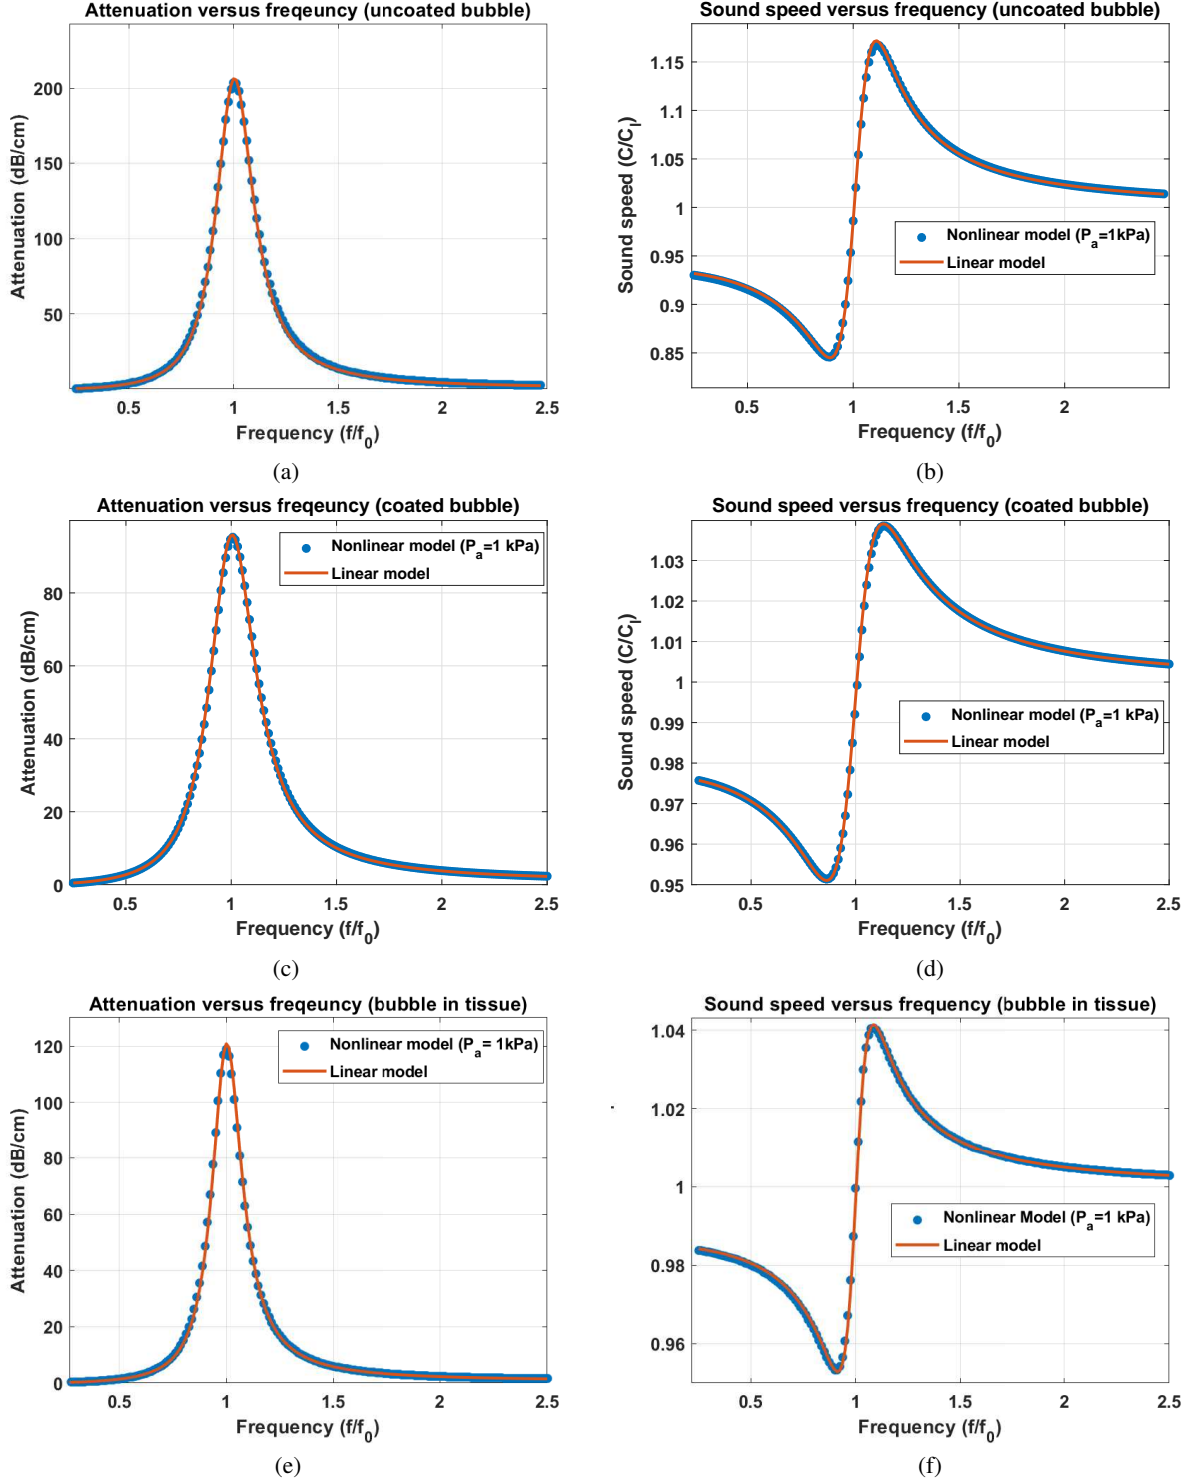 Attenuation versus freqeuncy (uncoated bubble)
Attenuation (dB/cm)
200
150
100
50
0.5 1 1.5 2 2.5
Frequency (f/f0)
(a)
Sound speed versus frequency (uncoated bubble)
Sound speed (C/Cl)
1.15
1.1
1.05
1
0.95
0.9
0.85
Nonlinear model (Pa=1kPa)
Linear model
0.5 1 1.5 2
Frequency (f/f0)
(b)
Attenuation versus freqeuncy (coated bubble)
Attenuation (dB/cm)
80
60
40
20
0
Nonlinear model (Pa=1 kPa)
Linear model
0.5 1 1.5 2 2.5
Frequency (f/f0)
(c)
Sound speed versus frequency (coated bubble)
Sound speed (C/Cl)
1.03
1.02
1.01
1
0.99
0.98
0.97
0.96
0.95
Nonlinear model (Pa=1 kPa)
Linear model
0.5 1 1.5 2 2.5
Frequency (f/f0)
(d)
Attenuation versus freqeuncy (bubble in tissue)
Attenuation (dB/cm)
120
100
80
60
40
20
0
Nonlinear model (Pa= 1kPa)
Linear model
0.5 1 1.5 2 2.5
Frequency (f/f0)
(e)
Sound speed versus frequency (bubble in tissue)
1.04
1.02
1
0.98
0.96
Nonlinear Model (Pa=1 kPa)
Linear model
0.5 1 1.5 2 2.5
Frequency (f/f0)
(f)